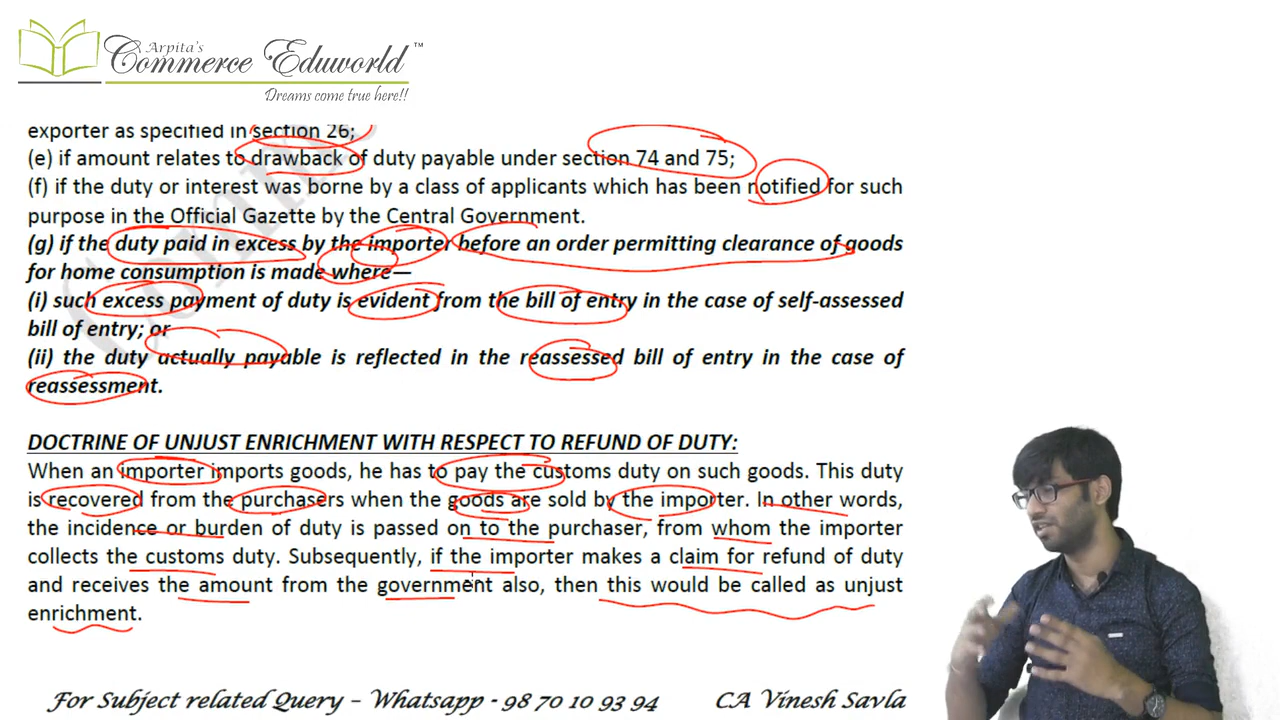 Arpita's
Commerce Eduworld™
Dreams come true here!!
exporter as specified in section 26;
(e) if amount relates to drawback of duty payable under section 74 and 75;
(f) if the duty or interest was borne by a class of applicants which has been notified for such
purpose in the Official Gazette by the Central Government.
(g) if the duty paid in excess by the importer before an order permitting clearance of goods
for home consumption is made where—
(i) such excess payment of duty is evident from the bill of entry in the case of self-assessed
bill of entry; or
(ii) the duty actually payable is reflected in the reassessed bill of entry in the case of
reassessment.
DOCTRINE OF UNJUST ENRICHMENT WITH RESPECT TO REFUND OF DUTY:
When an importer imports goods, he has to pay the customs duty on such goods. This duty
is recovered from the purchasers when the goods are sold by the importer. In other words,
the incidence or burden of duty is passed on to the purchaser, from whom the importer
collects the customs duty. Subsequently, if the importer makes a claim for refund of duty
and receives the amount from the government also, then this would be called as unjust
enrichment.
For Subject related Query – Whatsapp - 98 70 10 93 94 CA Vinesh Savla